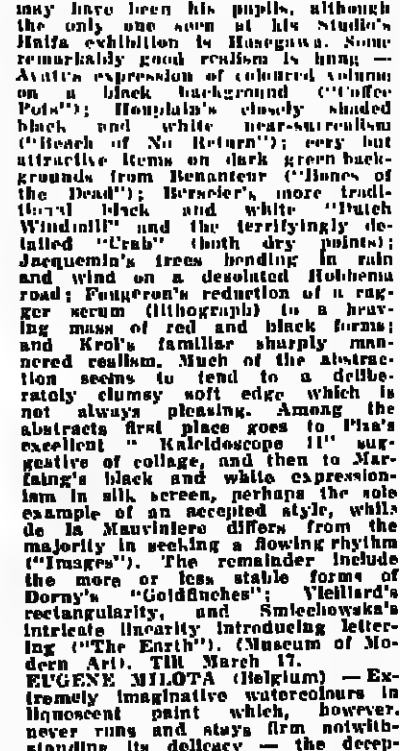 may have been his pupils, although
the only one seen at his Studio's
Haifa exhibition is Hasegawa. Some
remarkably good realism is hung —
Avati's expression of coloured volume
on a black background ("Coffee
Pots"); Houplain's closely shaded
black and white near-surrealism
("Beach of No Return"); eery but
attractive items on dark green back-
grounds from Benanteur ("Bones of
the Dead"); Bersier's more tradi-
tional black and white "Dutch
Windmill" and the terrifyingly de-
tailed "Crab" (both dry points);
Jacquemin's trees bending in rain
and wind on a desolated Hobbema
road; Fougeron's reduction of a rug-
ger scrum (lithograph) to a heav-
ing mass of red and black forms;
and Krol's familiar sharply man-
nered realism. Much of the abstrac-
tion seems to tend to a delibe-
rately clumsy soft edge which is
not always pleasing. Among the
abstracts first place goes to Piza's
excellent " Kaleidoscope II" sug-
gestive of collage, and then to Mar-
faing's black and white expression-
ism in silk screen, perhaps the sole
example of an accepted style, while
de la Mauviniere differs from the
majority in seeking a flowing rhythm
("Images"). The remainder include
the more or less stable forms of
Dorny's "Goldfinches"; Vieillard's
rectangularity, and Smiechowska's
intricate linearity introducing letter-
ing ("The Earth"). (Museum of Mo-
dern Art). Till March 17.
EUGENE MILOTA (Belgium) — Ex-
tremely imaginative watercolours in
liquoscent paint which, however,
never runs and stays firm notwith-
standing its delicacy — the decep-